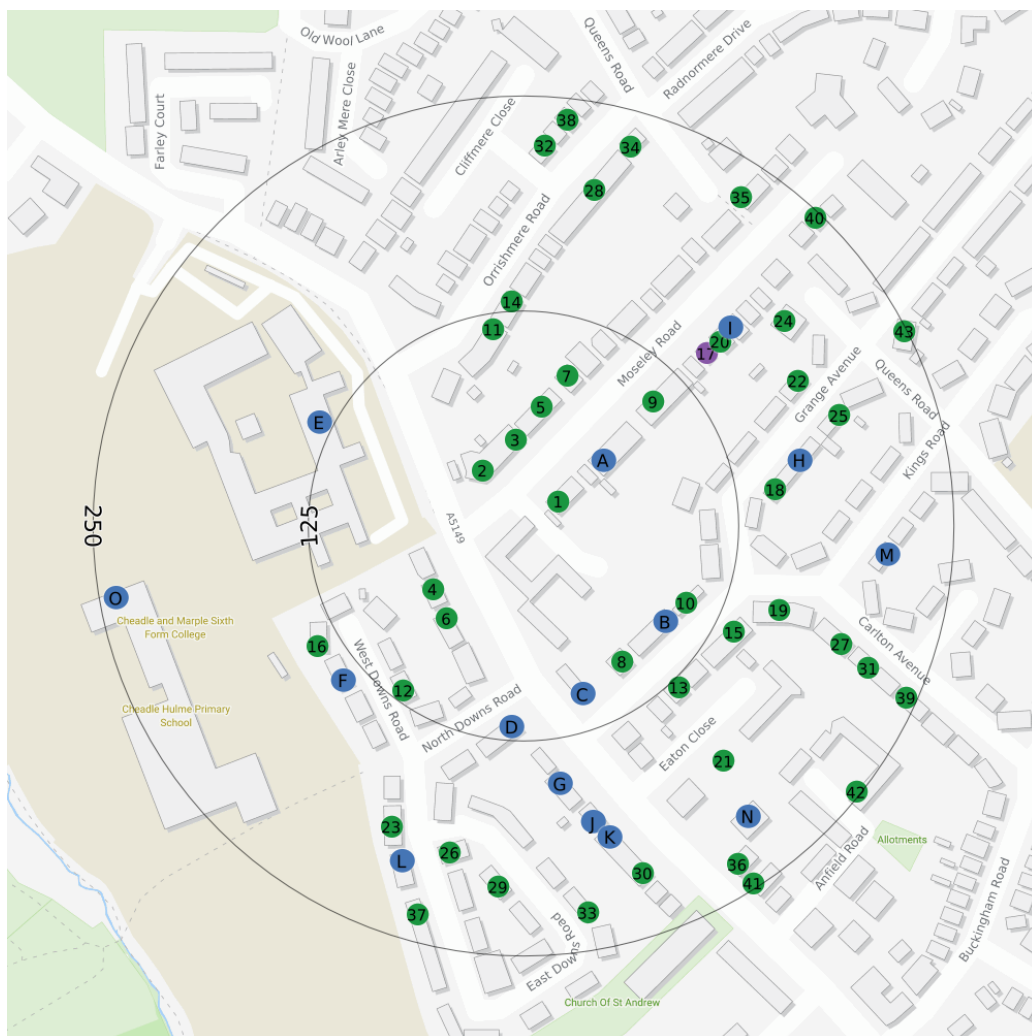 Old Wool Lane
Queens Road
Radnormere Drive
Farley Court
Arley Mere Close
Cliffmere Close
38
32
34
28
35
40
Orrishmere Road
14
11
I
24
43
20
17
Moseley Road
7
22
Grange Avenue
Queens Road
9
5
25
E
3
Kings Road
2
A
H
18
1
250
125
A5149
M
4
O
10
19
6
B
Cheadle and Marple Sixth
Form College
15
16
West Downs Road
27
Carlton Avenue
8
31
F
12
13
C
39
Cheadle Hulme Primary
School
North Downs Road
D
Eaton Close
21
G
42
J
N
23
K
Anfield Road
Allotments
26
L
36
30
41
29
33
37
East Downs
Road
Buckingham Road
Church Of St Andrew